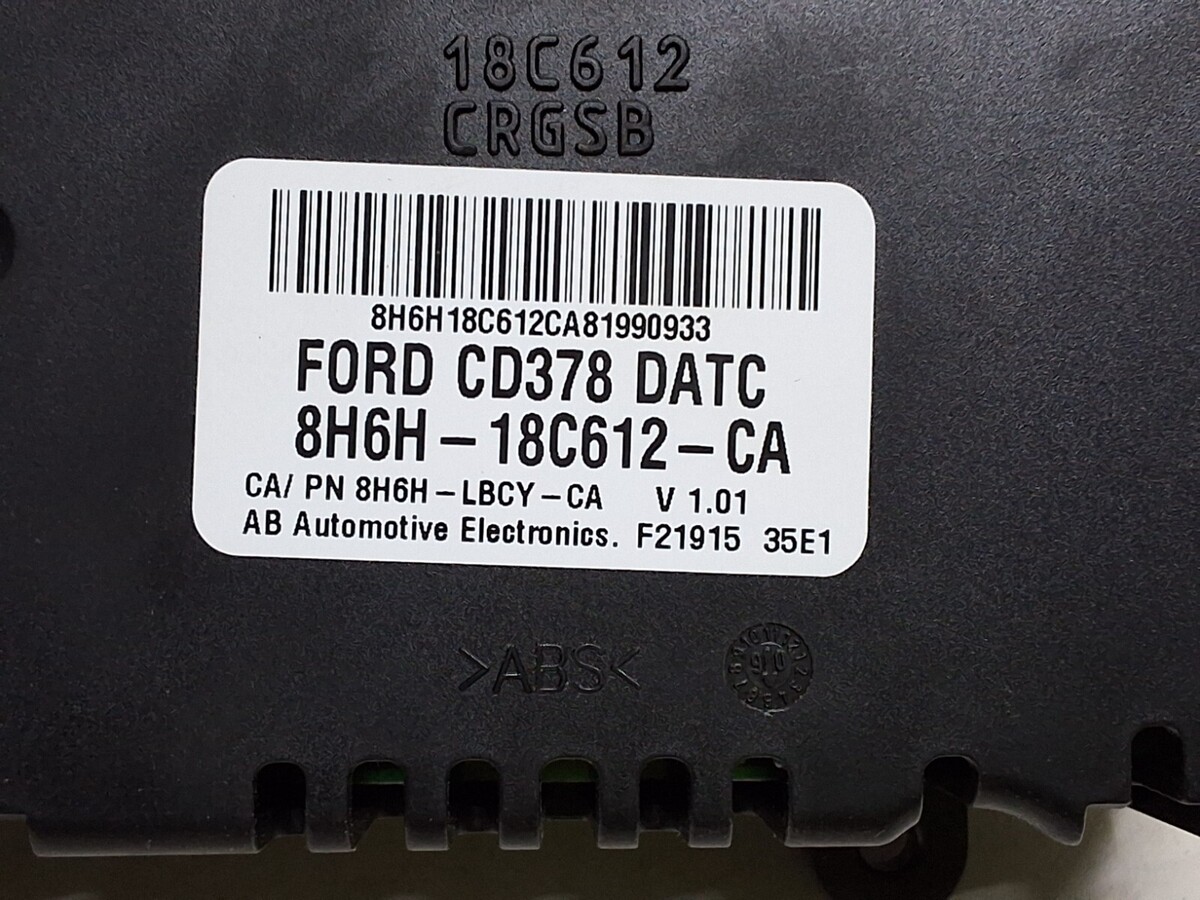 18C612
CRGSB
8H6H18C612CA81990933
FORD CD378 DATC
8H6H – 18C612 – CA
CA/ PN 8H6H – LBCY – CA V 1.01
AB Automotive Electronics. F21915 35E1
>ABS<